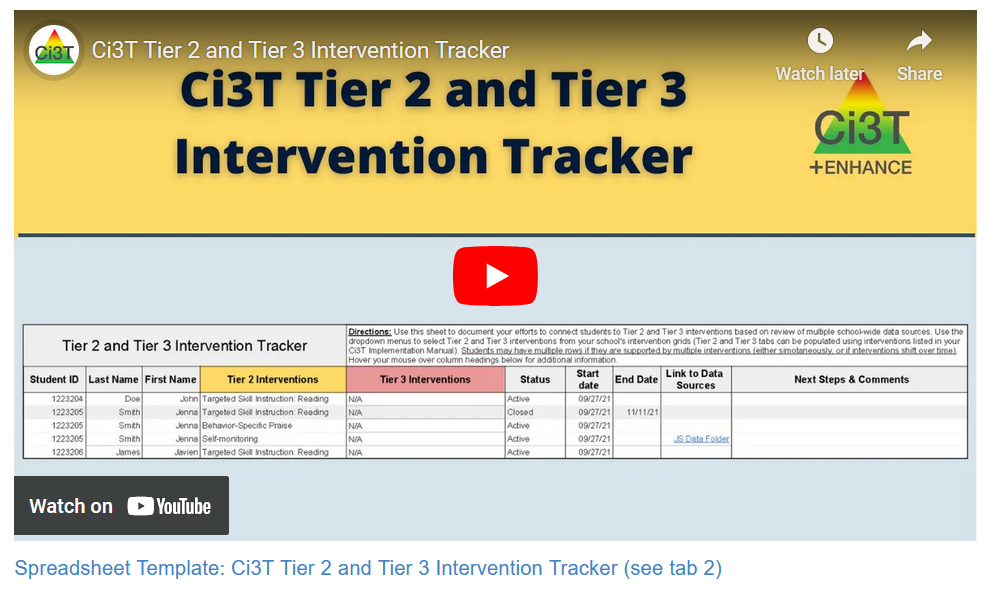 Ci3T
Ci3T Tier 2 and Tier 3 Intervention Tracker
Watch later
Share
Ci3T Tier 2 and Tier 3
Intervention Tracker
Ci3T
+ENHANCE
Tier 2 and Tier 3 Intervention Tracker
Directions: Use this sheet to document your efforts to connect students to Tier 2 and Tier 3 interventions based on review of multiple school-wide data sources. Use the
dropdown menus to select Tier 2 and Tier 3 interventions from your school's intervention grids (Tier 2 and Tier 3 tabs can be populated using interventions listed in your
Ci3T Implementation Manual). Students may have multiple rows if they are supported by multiple interventions (either simotaneously, or if interventions shift over time).
Hover your mouse over column headings below for additional information.
Student ID Last Name First Name Tier 2 Interventions Tier 3 Interventions Status Start date End Date Link to Data Sources Next Steps & Comments
1223204 Doe John Targeted Skill Instruction: Reading N/A Active 09/27/21
1223205 Smith Jenna Targeted Skill Instruction: Reading N/A Closed 09/27/21 11/11/21
1223205 Smith Jenna Behavior-Specific Praise N/A Active 09/27/21
1223205 Smith Jenna Self-monitoring N/A Active 09/27/21 JS Data Folder
1223206 James Javien Targeted Skill Instruction: Reading N/A Active 09/27/21
Watch on YouTube
Spreadsheet Template: Ci3T Tier 2 and Tier 3 Intervention Tracker (see tab 2)